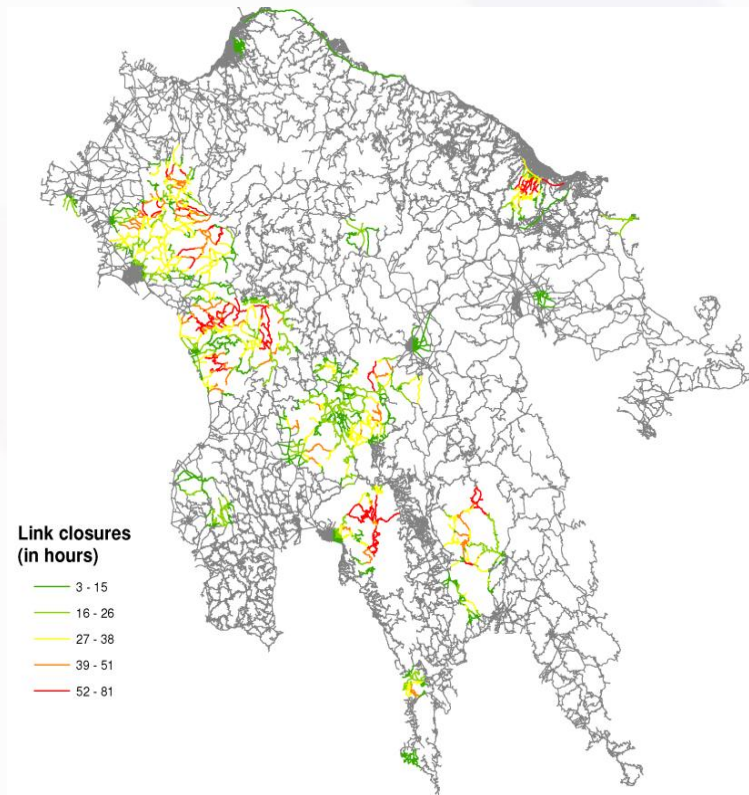 Link closures
(in hours)
3 - 15
16 - 26
27 - 38
39 - 51
52 - 81